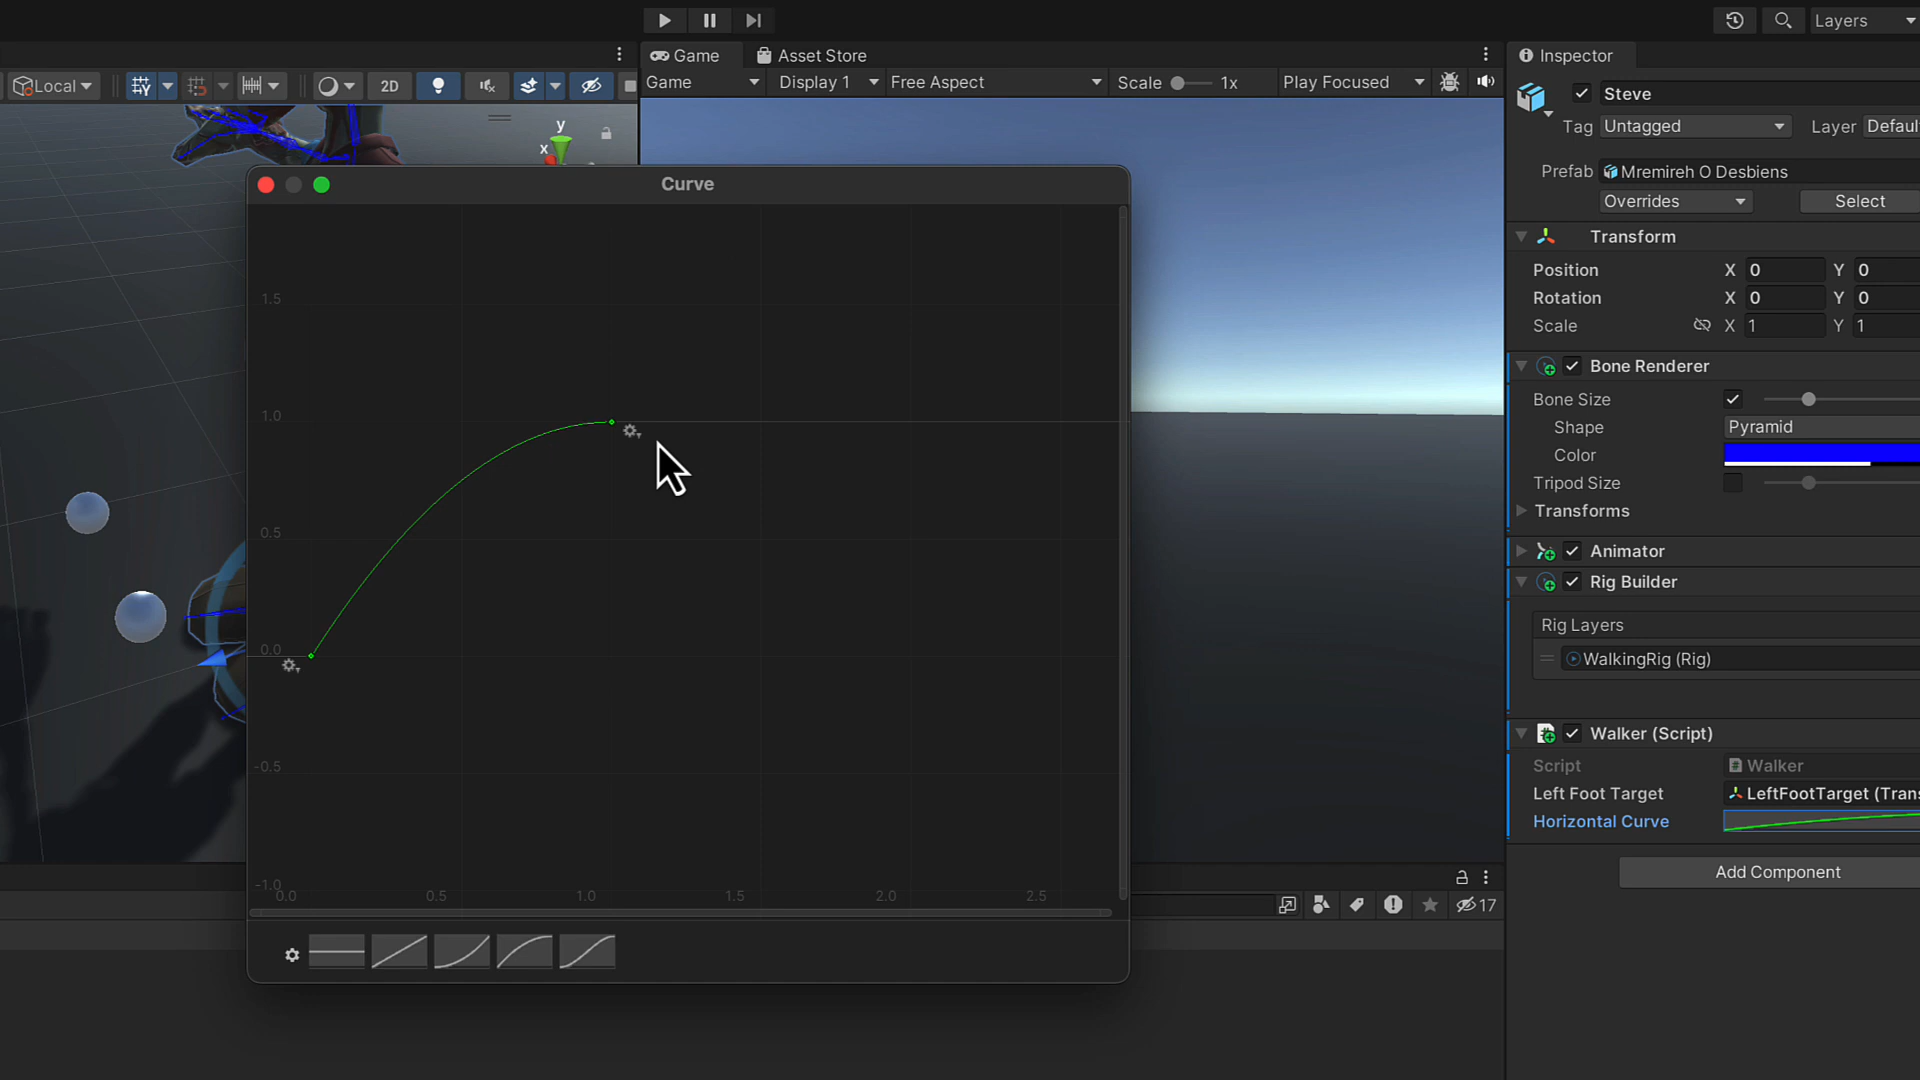 Layers
Game
Asset Store
Inspector
Local
2D
Game
Display 1
Free Aspect
Scale
1x
Play Focused
Steve
Tag
Untagged
Layer
Default
y
x
Prefab
Mremireh O Desbiens
Overrides
Select
Curve
Transform
Position
X
0
Y
0
Rotation
X
0
Y
0
Scale
X
1
Y
1
1.5
1.0
0.5
0.0
-0.5
-1.0
0.0
0.5
1.0
1.5
2.0
2.5
Bone Renderer
Bone Size
Shape
Pyramid
Color
Tripod Size
Transforms
Animator
Rig Builder
Rig Layers
WalkingRig (Rig)
Walker (Script)
Script
Walker
Left Foot Target
LeftFootTarget (Trans
Horizontal Curve
Add Component
17